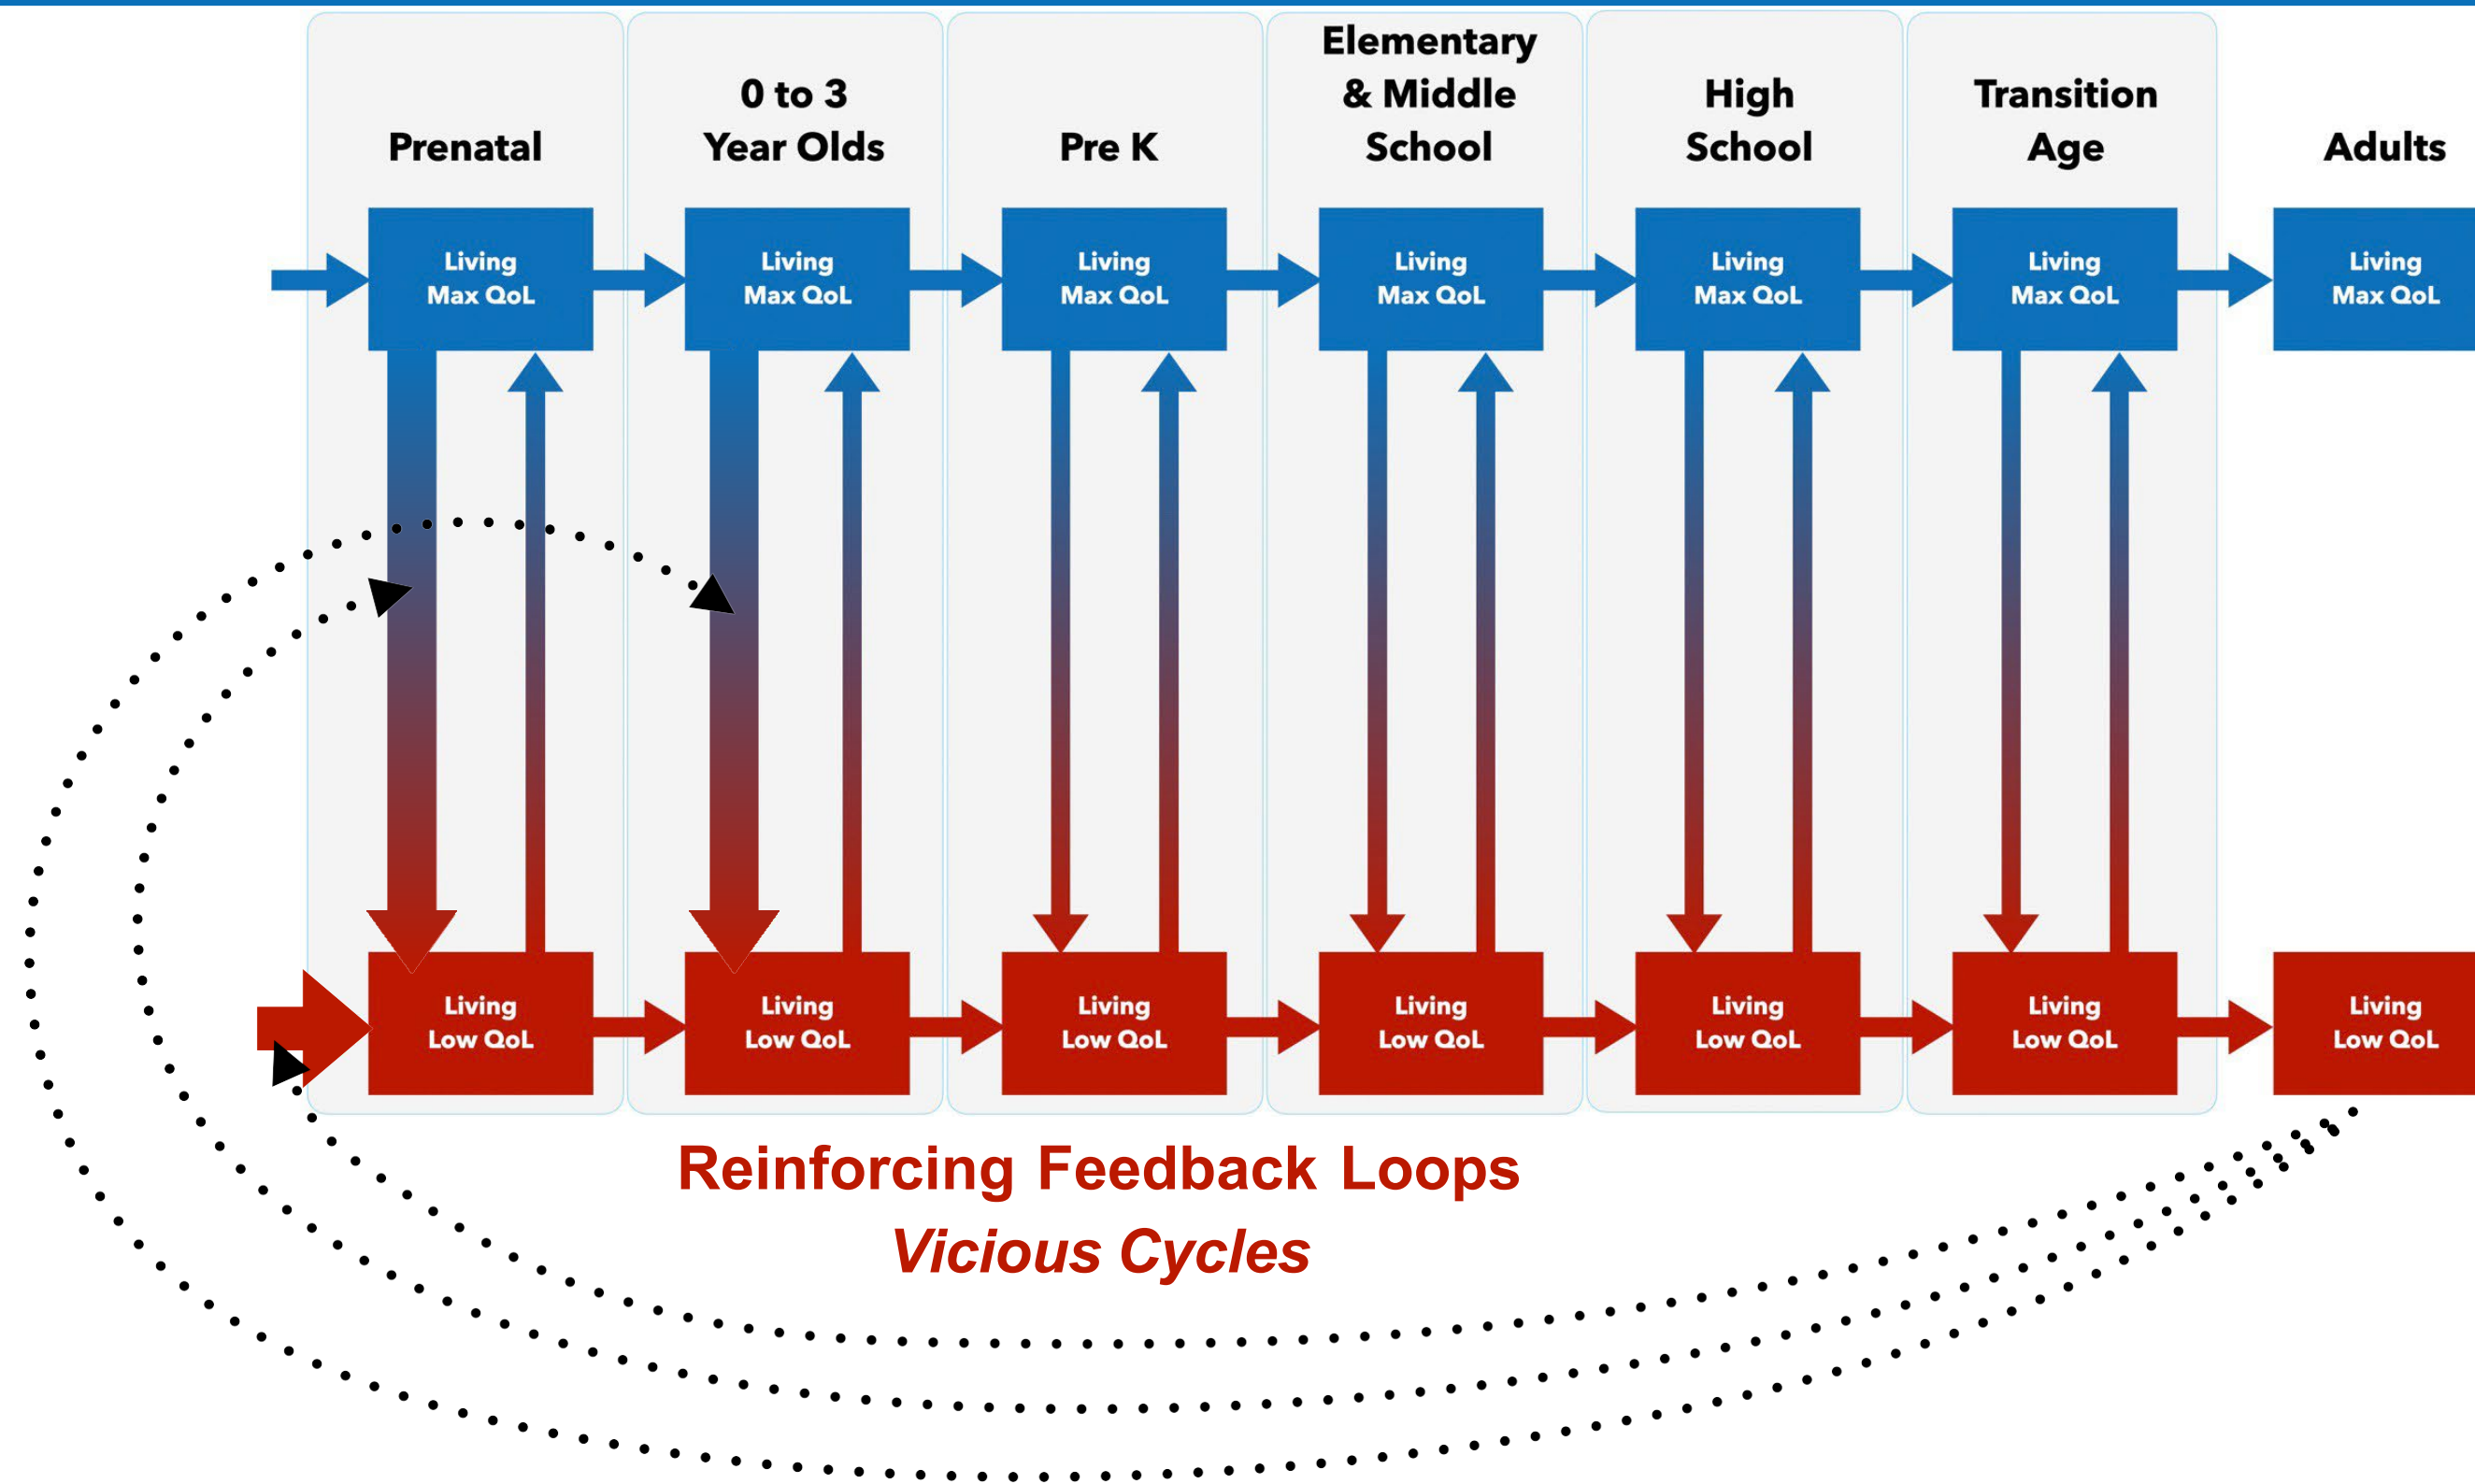 Prenatal
0 to 3
Year Olds
Pre K
Elementary
& Middle
School
High
School
Transition
Age
Adults
Living
Max QoL
Living
Max QoL
Living
Max QoL
Living
Max QoL
Living
Max QoL
Living
Max QoL
Living
Max QoL
Living
Low QoL
Living
Low QoL
Living
Low QoL
Living
Low QoL
Living
Low QoL
Living
Low QoL
Living
Low QoL
Reinforcing Feedback Loops
Vicious Cycles